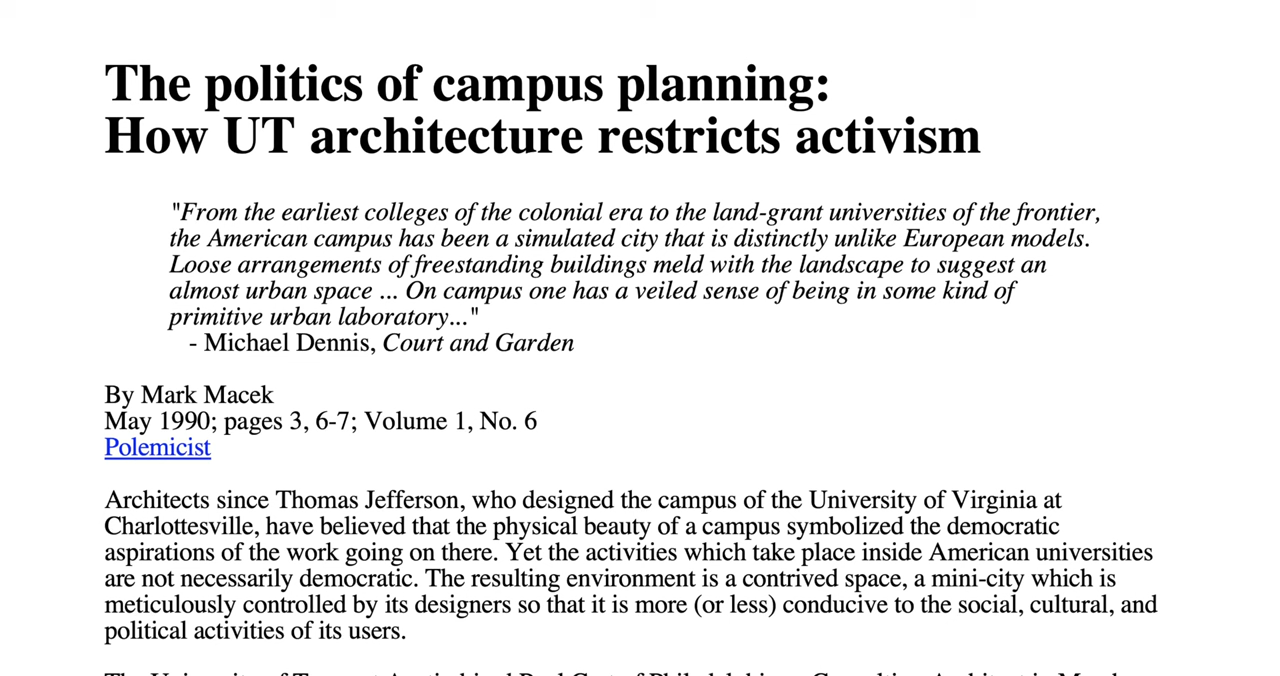 The politics of campus planning:
How UT architecture restricts activism
"From the earliest colleges of the colonial era to the land-grant universities of the frontier,
the American campus has been a simulated city that is distinctly unlike European models.
Loose arrangements of freestanding buildings meld with the landscape to suggest an
almost urban space ... On campus one has a veiled sense of being in some kind of
primitive urban laboratory..."
- Michael Dennis, Court and Garden
By Mark Macek
May 1990; pages 3, 6-7; Volume 1, No. 6
Polemicist
Architects since Thomas Jefferson, who designed the campus of the University of Virginia at
Charlottesville, have believed that the physical beauty of a campus symbolized the democratic
aspirations of the work going on there. Yet the activities which take place inside American universities
are not necessarily democratic. The resulting environment is a contrived space, a mini-city which is
meticulously controlled by its designers so that it is more (or less) conducive to the social, cultural, and
political activities of its users.